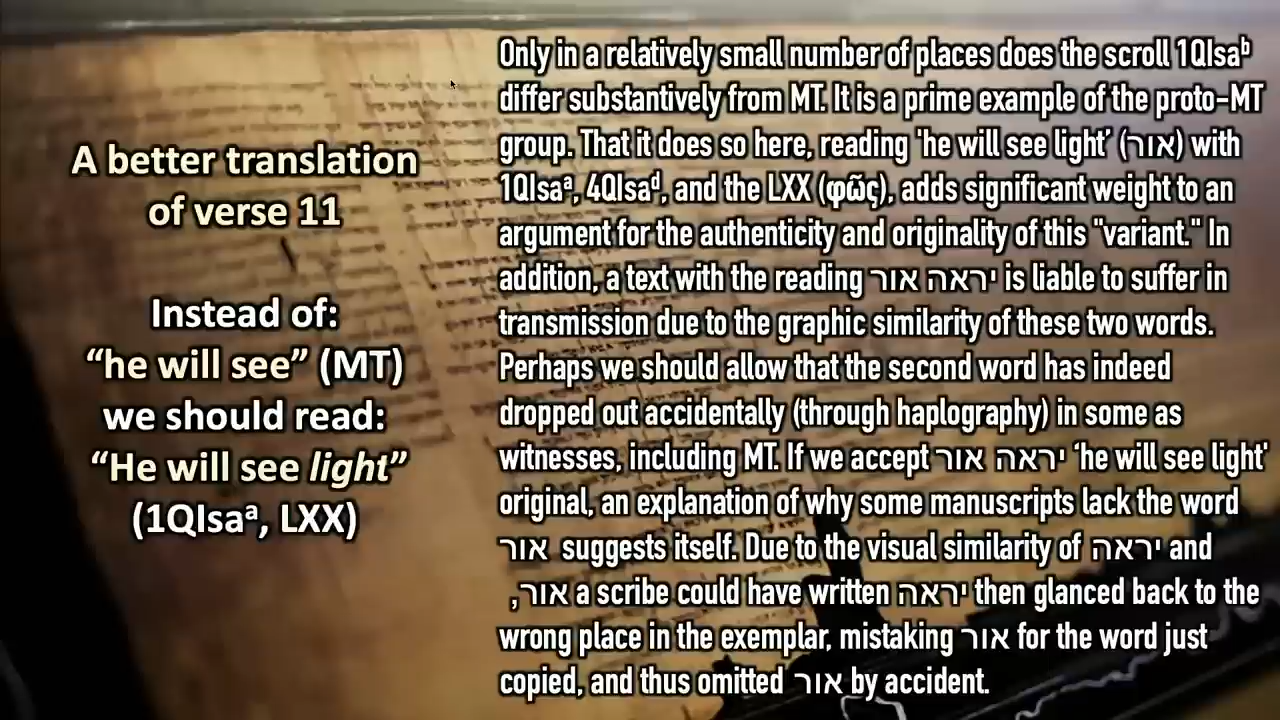 A better translation
of verse 11
Instead of:
“he will see” (MT)
we should read:
“He will see light”
(1QIsaᵃ, LXX)
Only in a relatively small number of places does the scroll 1QIsaᵇ
differ substantively from MT. It is a prime example of the proto-MT
group. That it does so here, reading 'he will see light' (אור) with
1QIsaᵃ, 4QIsaᵈ, and the LXX (φῶς), adds significant weight to an
argument for the authenticity and originality of this "variant." In
addition, a text with the reading יראה אור is liable to suffer in
transmission due to the graphic similarity of these two words.
Perhaps we should allow that the second word has indeed
dropped out accidentally (through haplography) in some as
witnesses, including MT. If we accept יראה אור 'he will see light'
original, an explanation of why some manuscripts lack the word
אור suggests itself. Due to the visual similarity of יראה and
אור, a scribe could have written יראה then glanced back to the
wrong place in the exemplar, mistaking אור for the word just
copied, and thus omitted אור by accident.